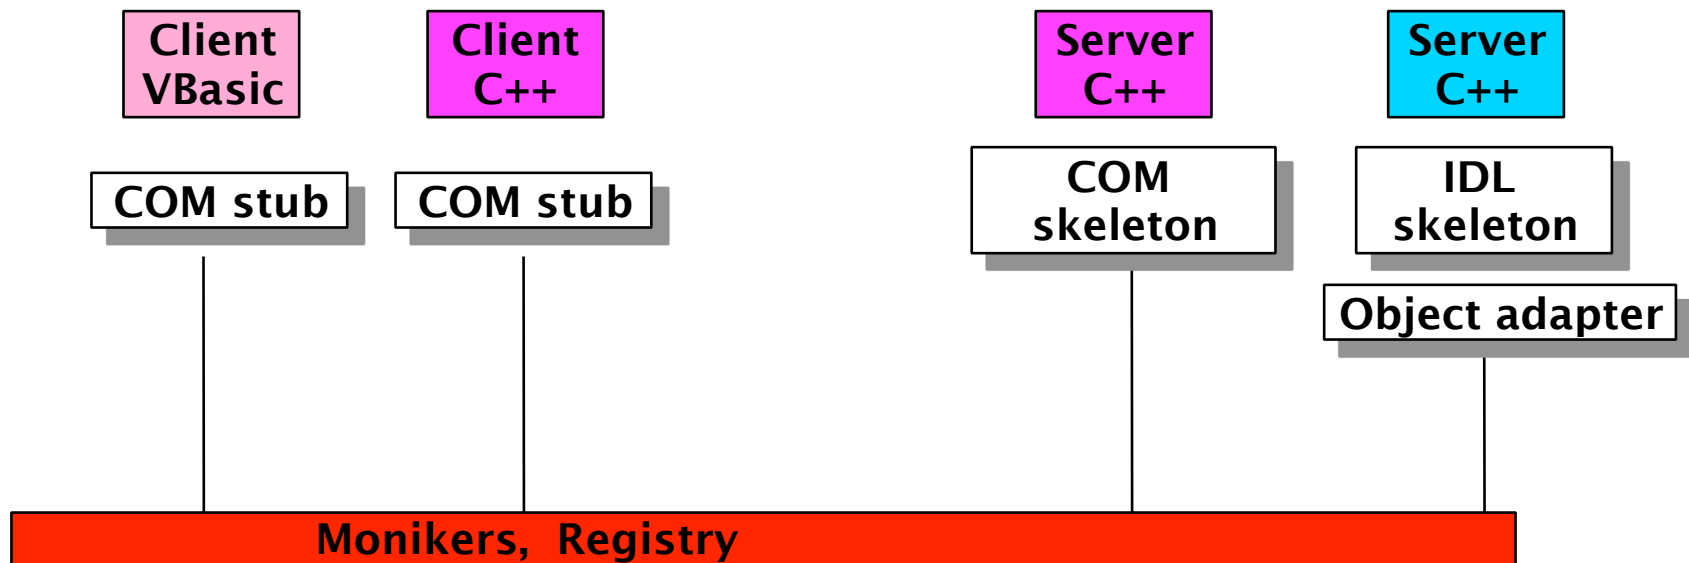 Client
VBasic
Client
C++
Server
C++
Server
C++
COM stub
COM stub
COM
skeleton
IDL
skeleton
Object adapter
Monikers, Registry